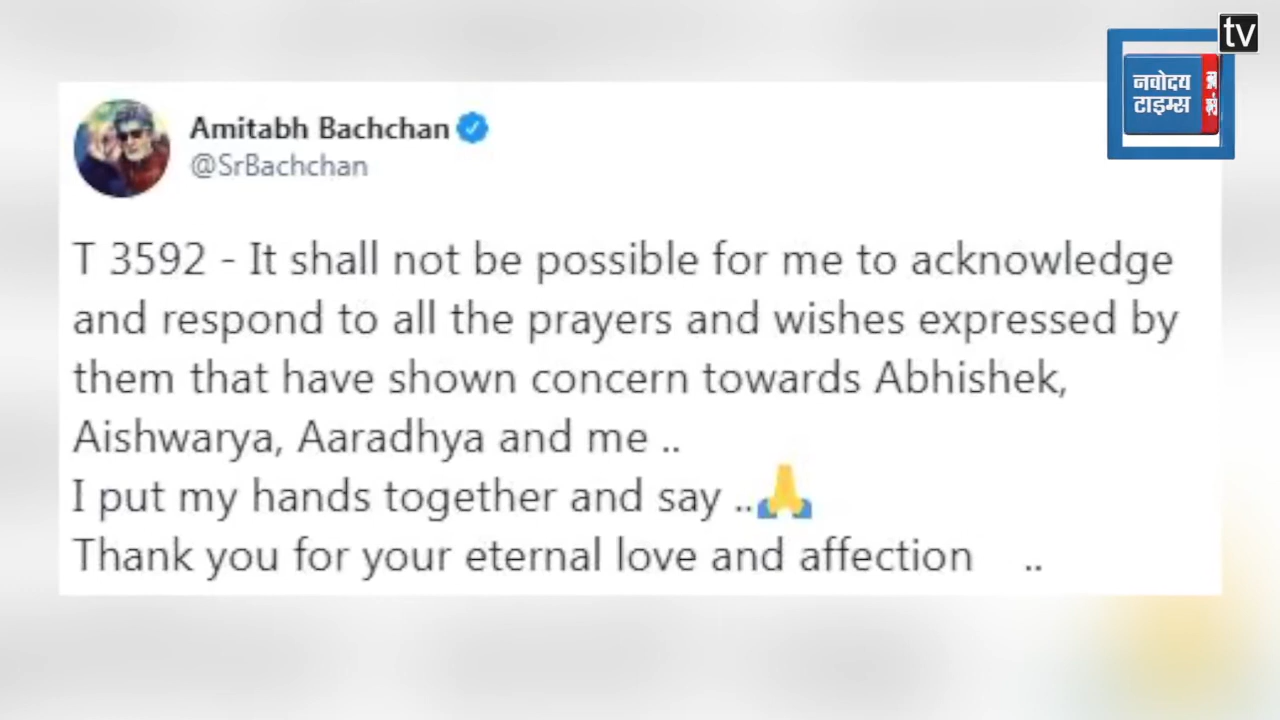 tv
नवोदय
टाइम्स
Amitabh Bachchan
@SrBachchan
T 3592 - It shall not be possible for me to acknowledge
and respond to all the prayers and wishes expressed by
them that have shown concern towards Abhishek,
Aishwarya, Aaradhya and me ..
I put my hands together and say ..🙏
Thank you for your eternal love and affection ..